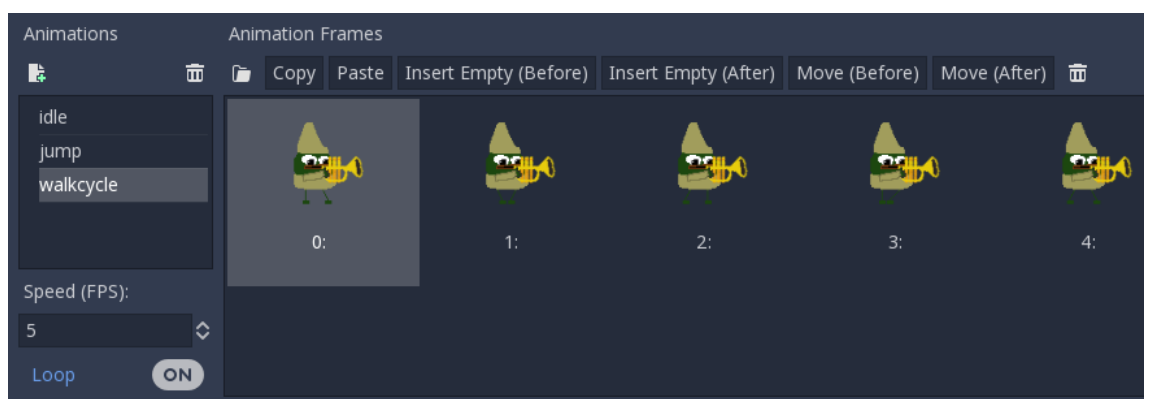 Animations
Animation Frames
Copy Paste Insert Empty (Before) Insert Empty (After) Move (Before) Move (After)
idle
jump
walkcycle
0: 1: 2: 3: 4:
Speed (FPS):
5
Loop ON